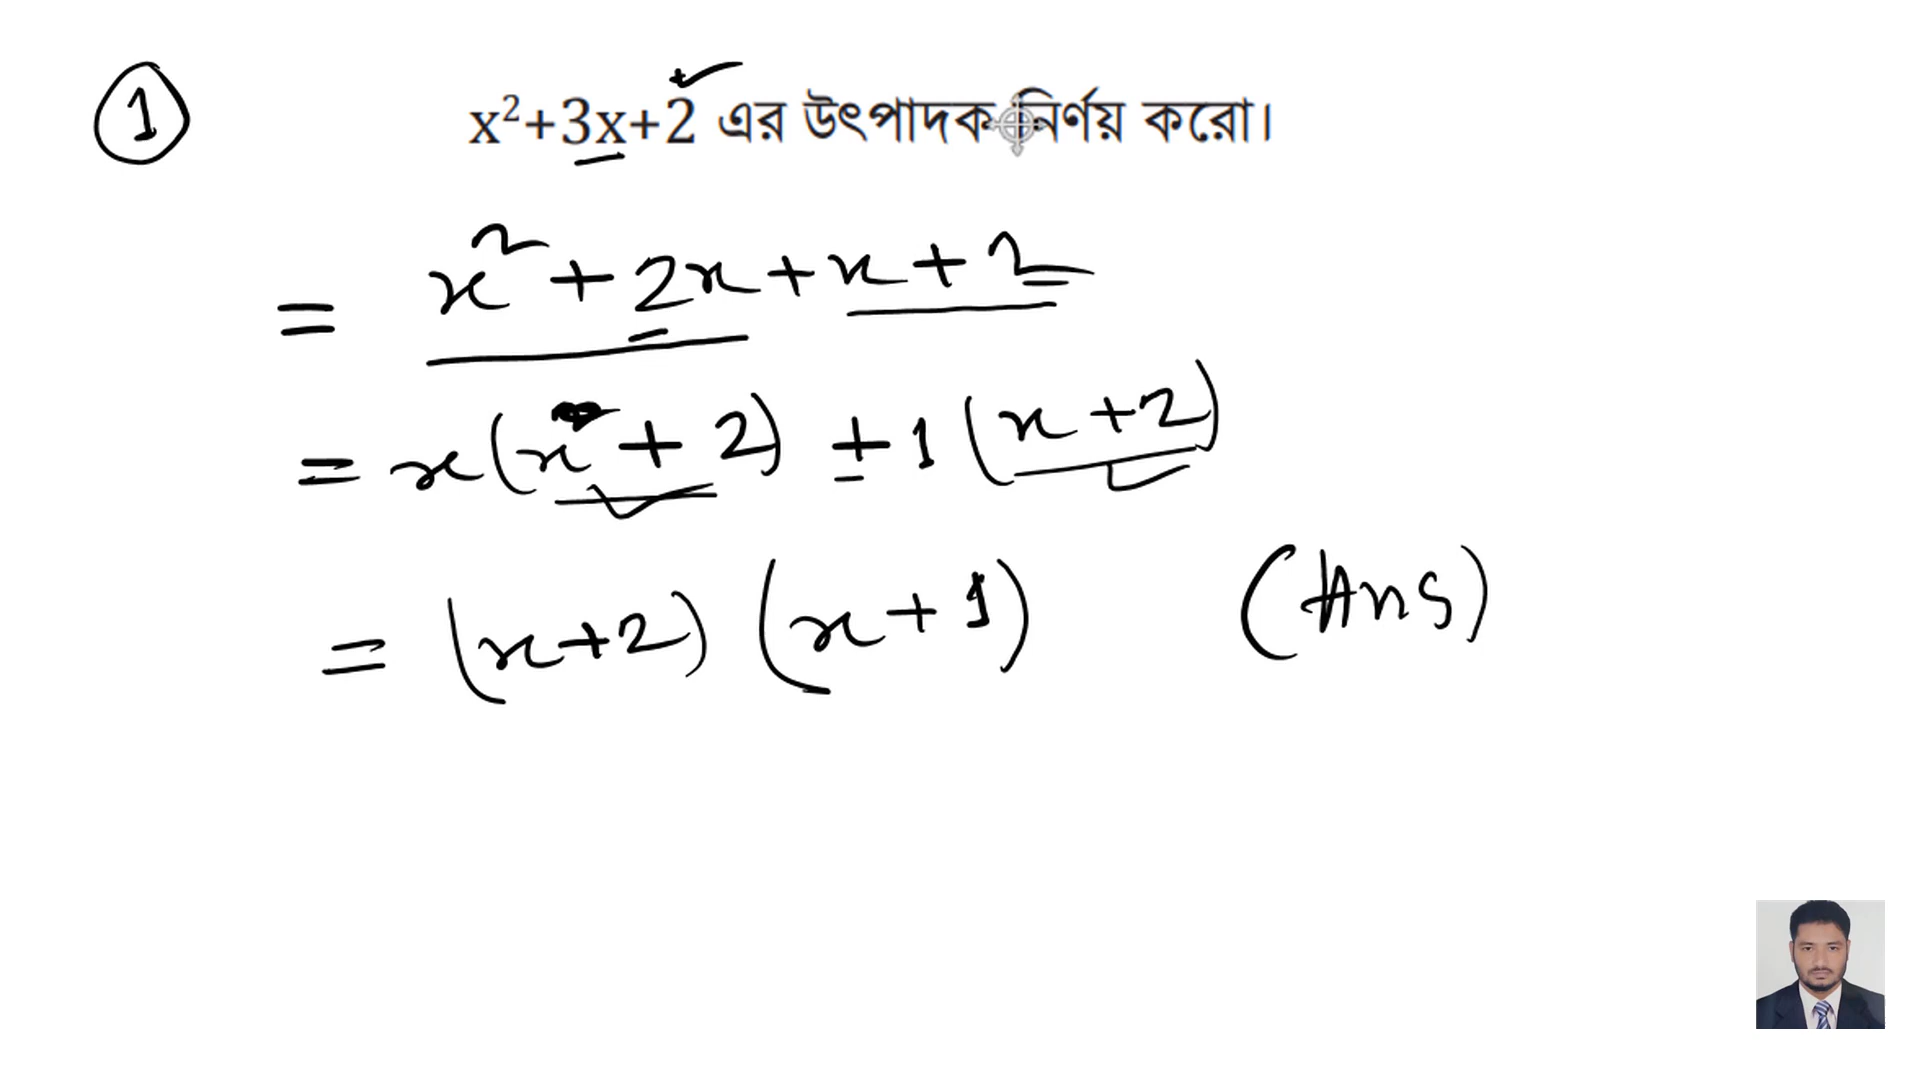 1
x²+3x+2 এর উৎপাদক নির্ণয় করো।
= x² + 2x + x + 2
= x(x + 2) + 1 (x + 2)
= (x+2) (x+1) (Ans)